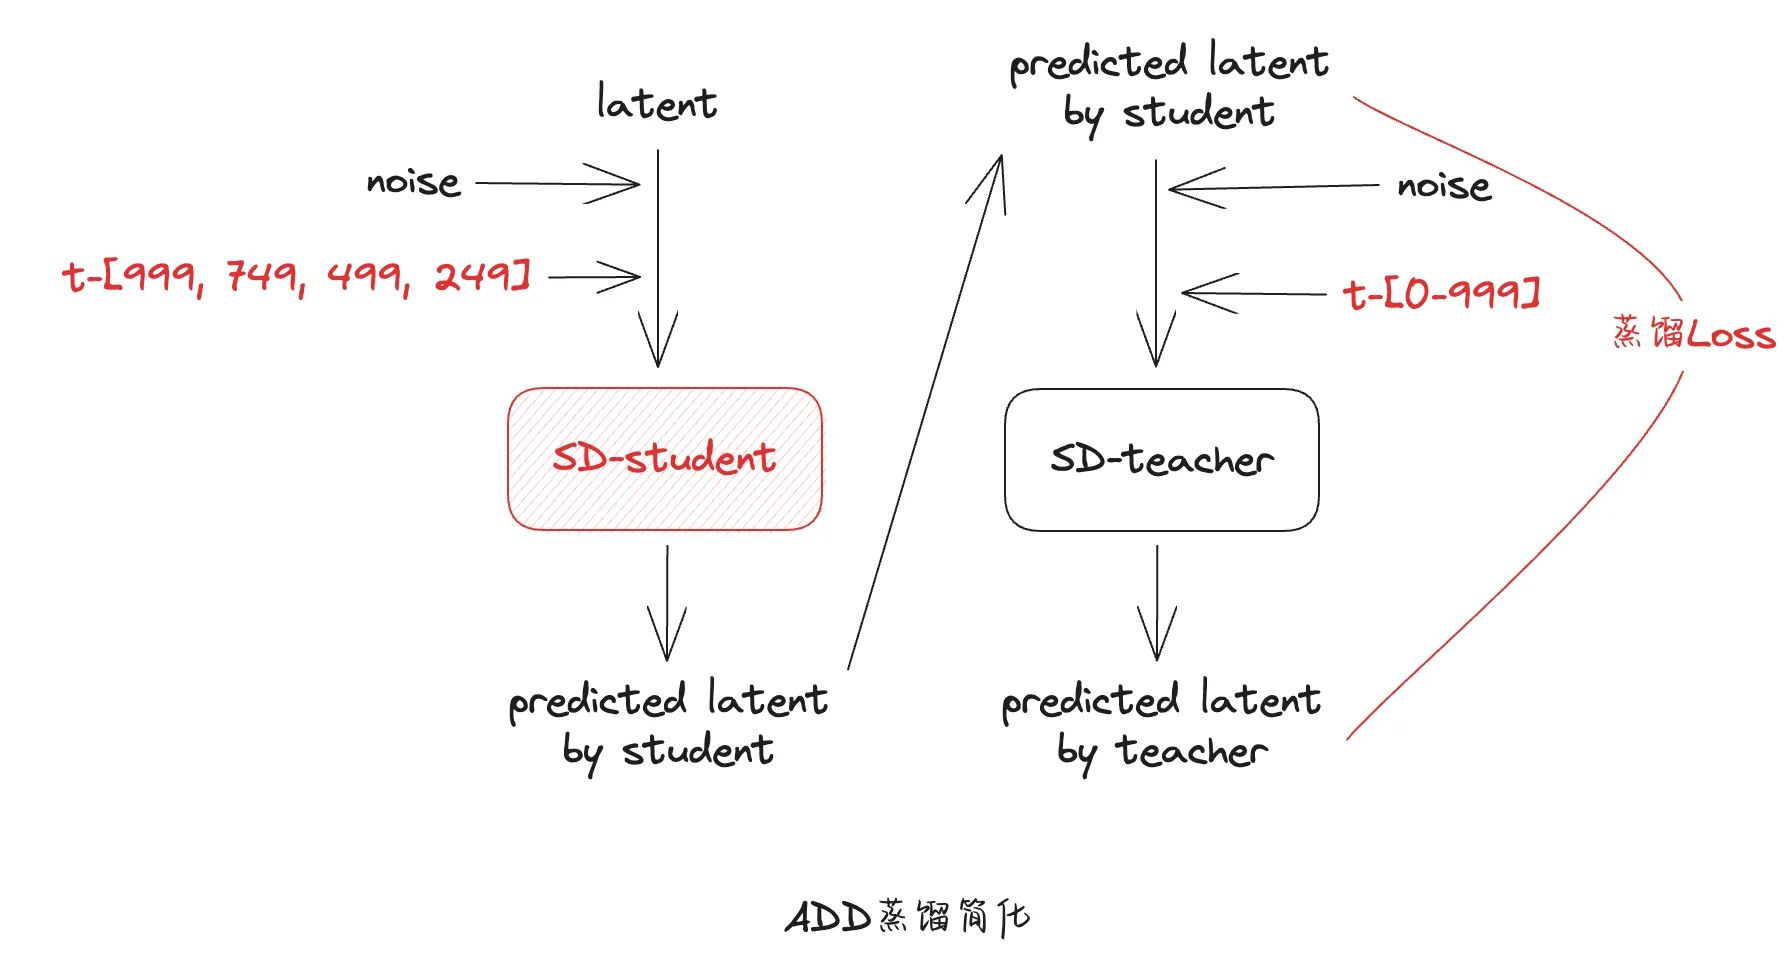 latent
noise
t-[999, 749, 499, 249]
SD-student
predicted latent
by student
predicted latent
by student
noise
t-[0-999]
SD-teacher
predicted latent
by teacher
蒸馏Loss
ADD蒸馏简化